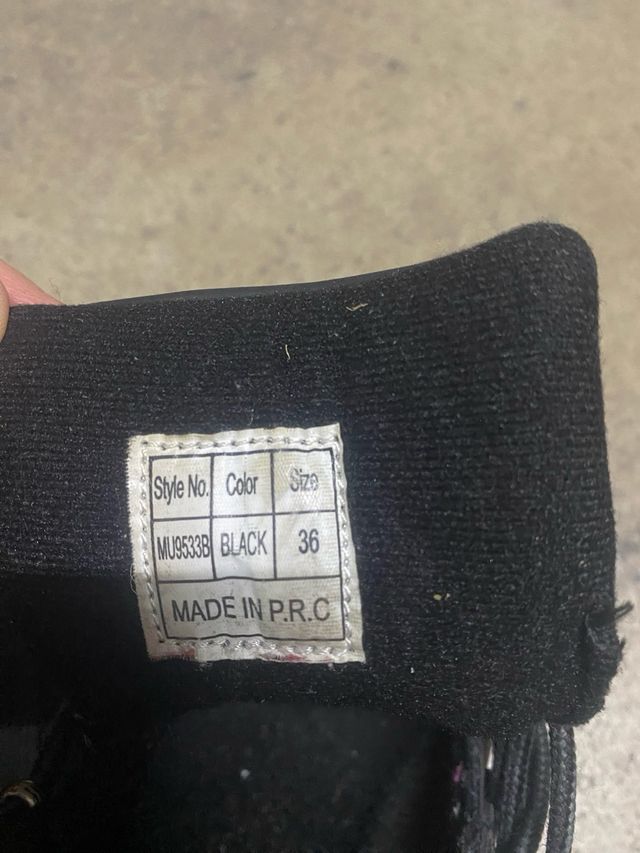 Style No. Color Size
MU9533B BLACK 36
MADE IN P.R.C